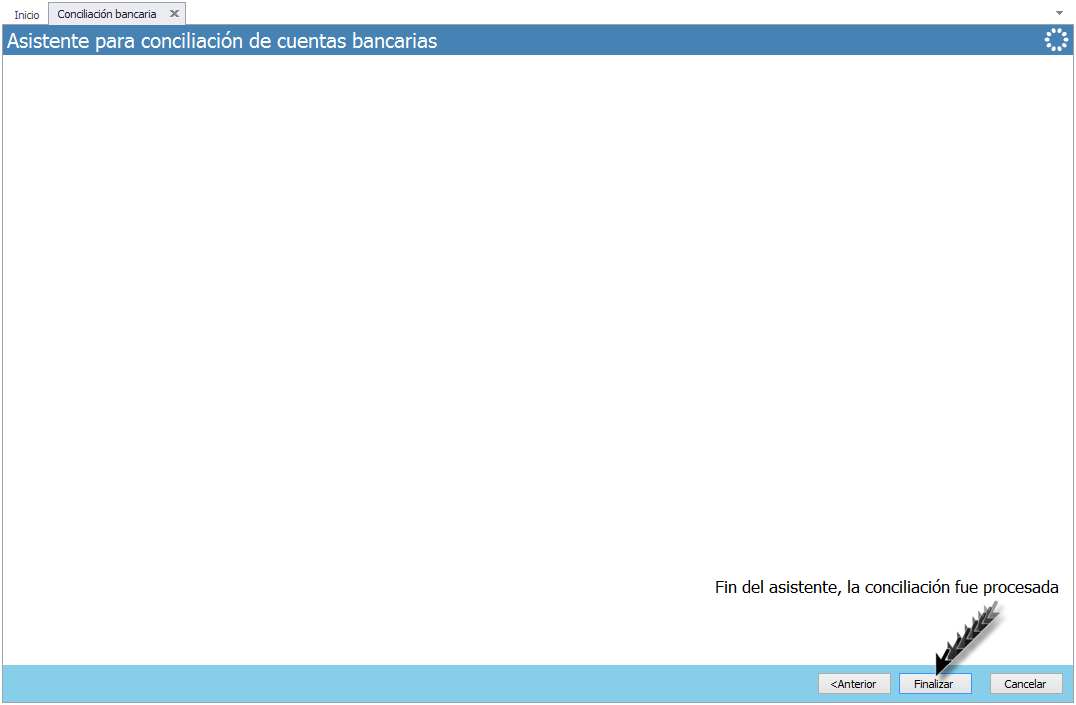 Inicio
Conciliación bancaria
Asistente para conciliación de cuentas bancarias
Fin del asistente, la conciliación fue procesada
<Anterior
Finalizar
Cancelar